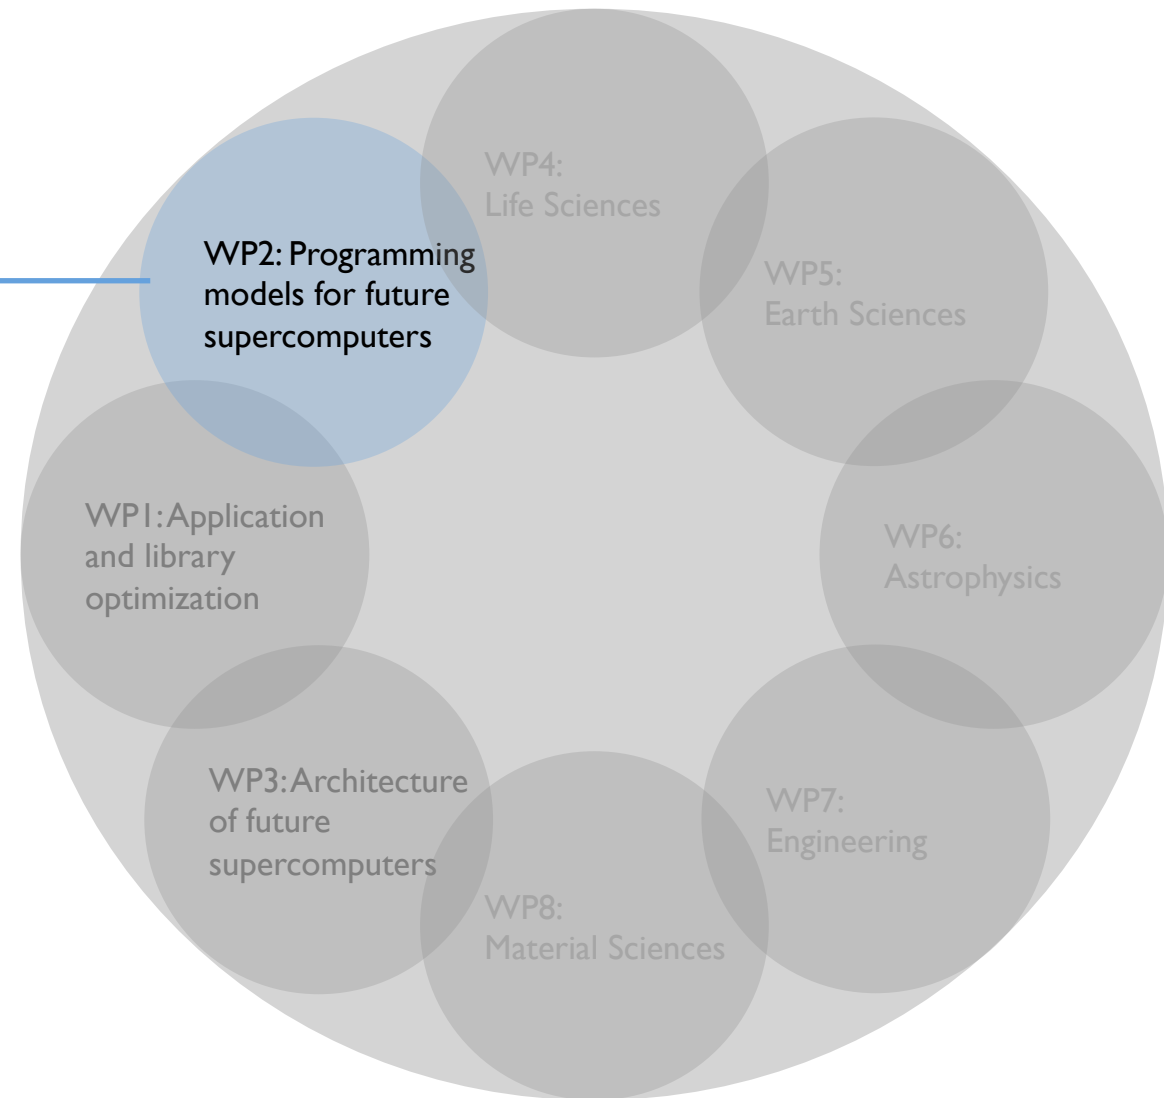 WP4:
Life Sciences
WP2: Programming
models for future
supercomputers
WP5:
Earth Sciences
WP1: Application
and library
optimization
WP6:
Astrophysics
WP3: Architecture
of future
supercomputers
WP7:
Engineering
WP8:
Material Sciences